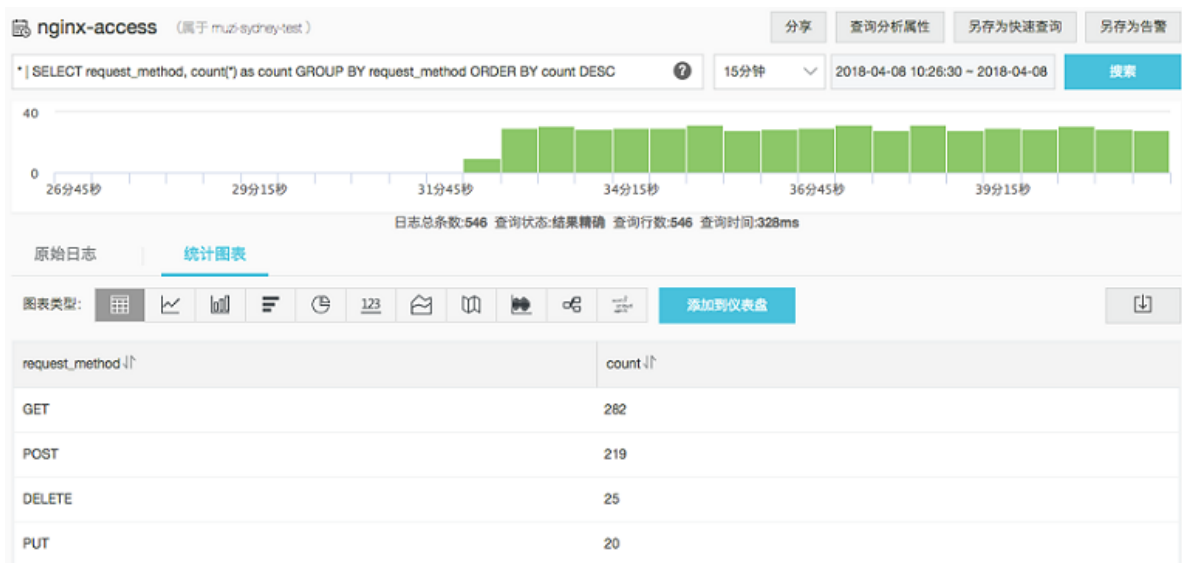 nginx-access （属于 muzi-sydney-test） 分享 查询分析属性 另存为快速查询 另存为告警
* | SELECT request_method, count(*) as count GROUP BY request_method ORDER BY count DESC ? 15分钟 2018-04-08 10:26:30 ~ 2018-04-08 搜索
40
0
26分45秒 29分15秒 31分45秒 34分15秒 36分45秒 39分15秒
日志总条数:546 查询状态:结果精确 查询行数:546 查询时间:328ms
原始日志 统计图表
图表类型: 123 添加到仪表盘
request_method count
GET 282
POST 219
DELETE 25
PUT 20